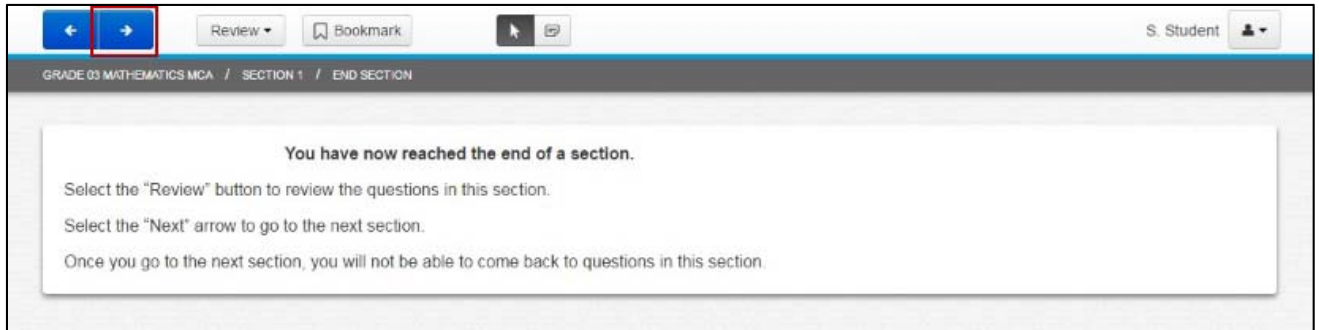 Review Bookmark S. Student
GRADE 03 MATHEMATICS MCA / SECTION 1 / END SECTION
You have now reached the end of a section.
Select the “Review” button to review the questions in this section.
Select the “Next” arrow to go to the next section.
Once you go to the next section, you will not be able to come back to questions in this section.